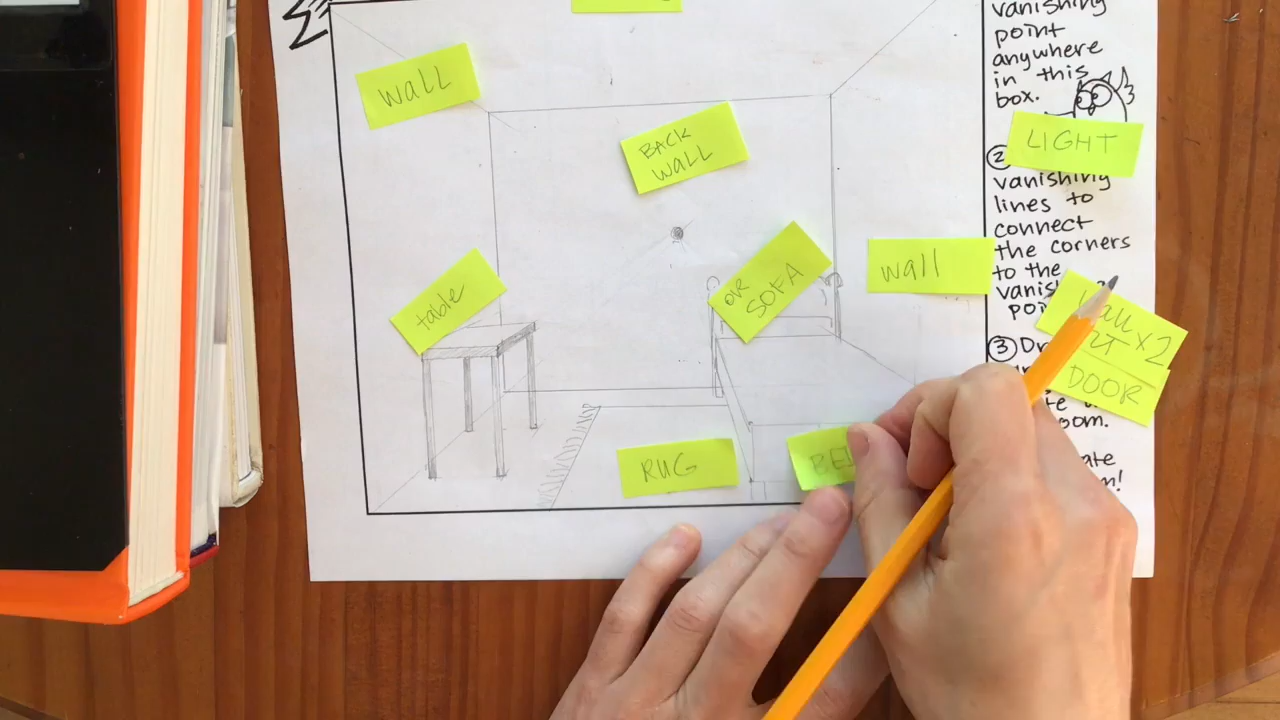 WALL
BACK
WALL
table
OR
SOFA
wall
RUG
vanishing
point
anywhere
in this
box.
LIGHT
②
vanishing
lines to
connect
the corners
to the
x2
DOOR
③
oom.